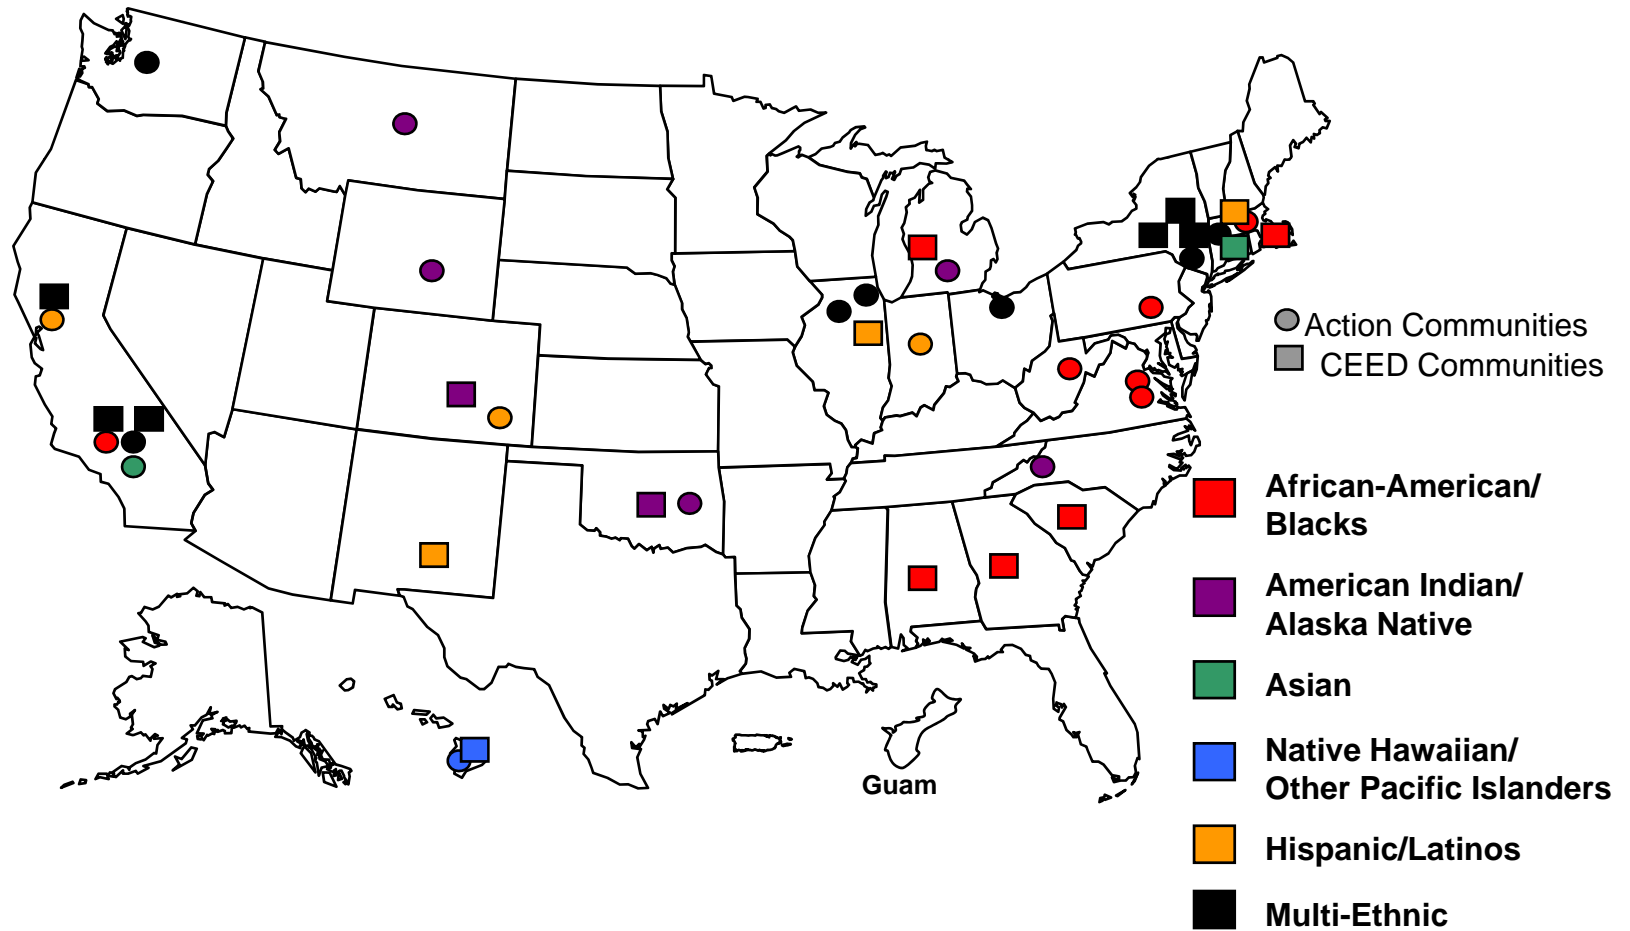 Action Communities
CEED Communities
African-American/
Blacks
American Indian/
Alaska Native
Asian
Native Hawaiian/
Other Pacific Islanders
Guam
Hispanic/Latinos
Multi-Ethnic